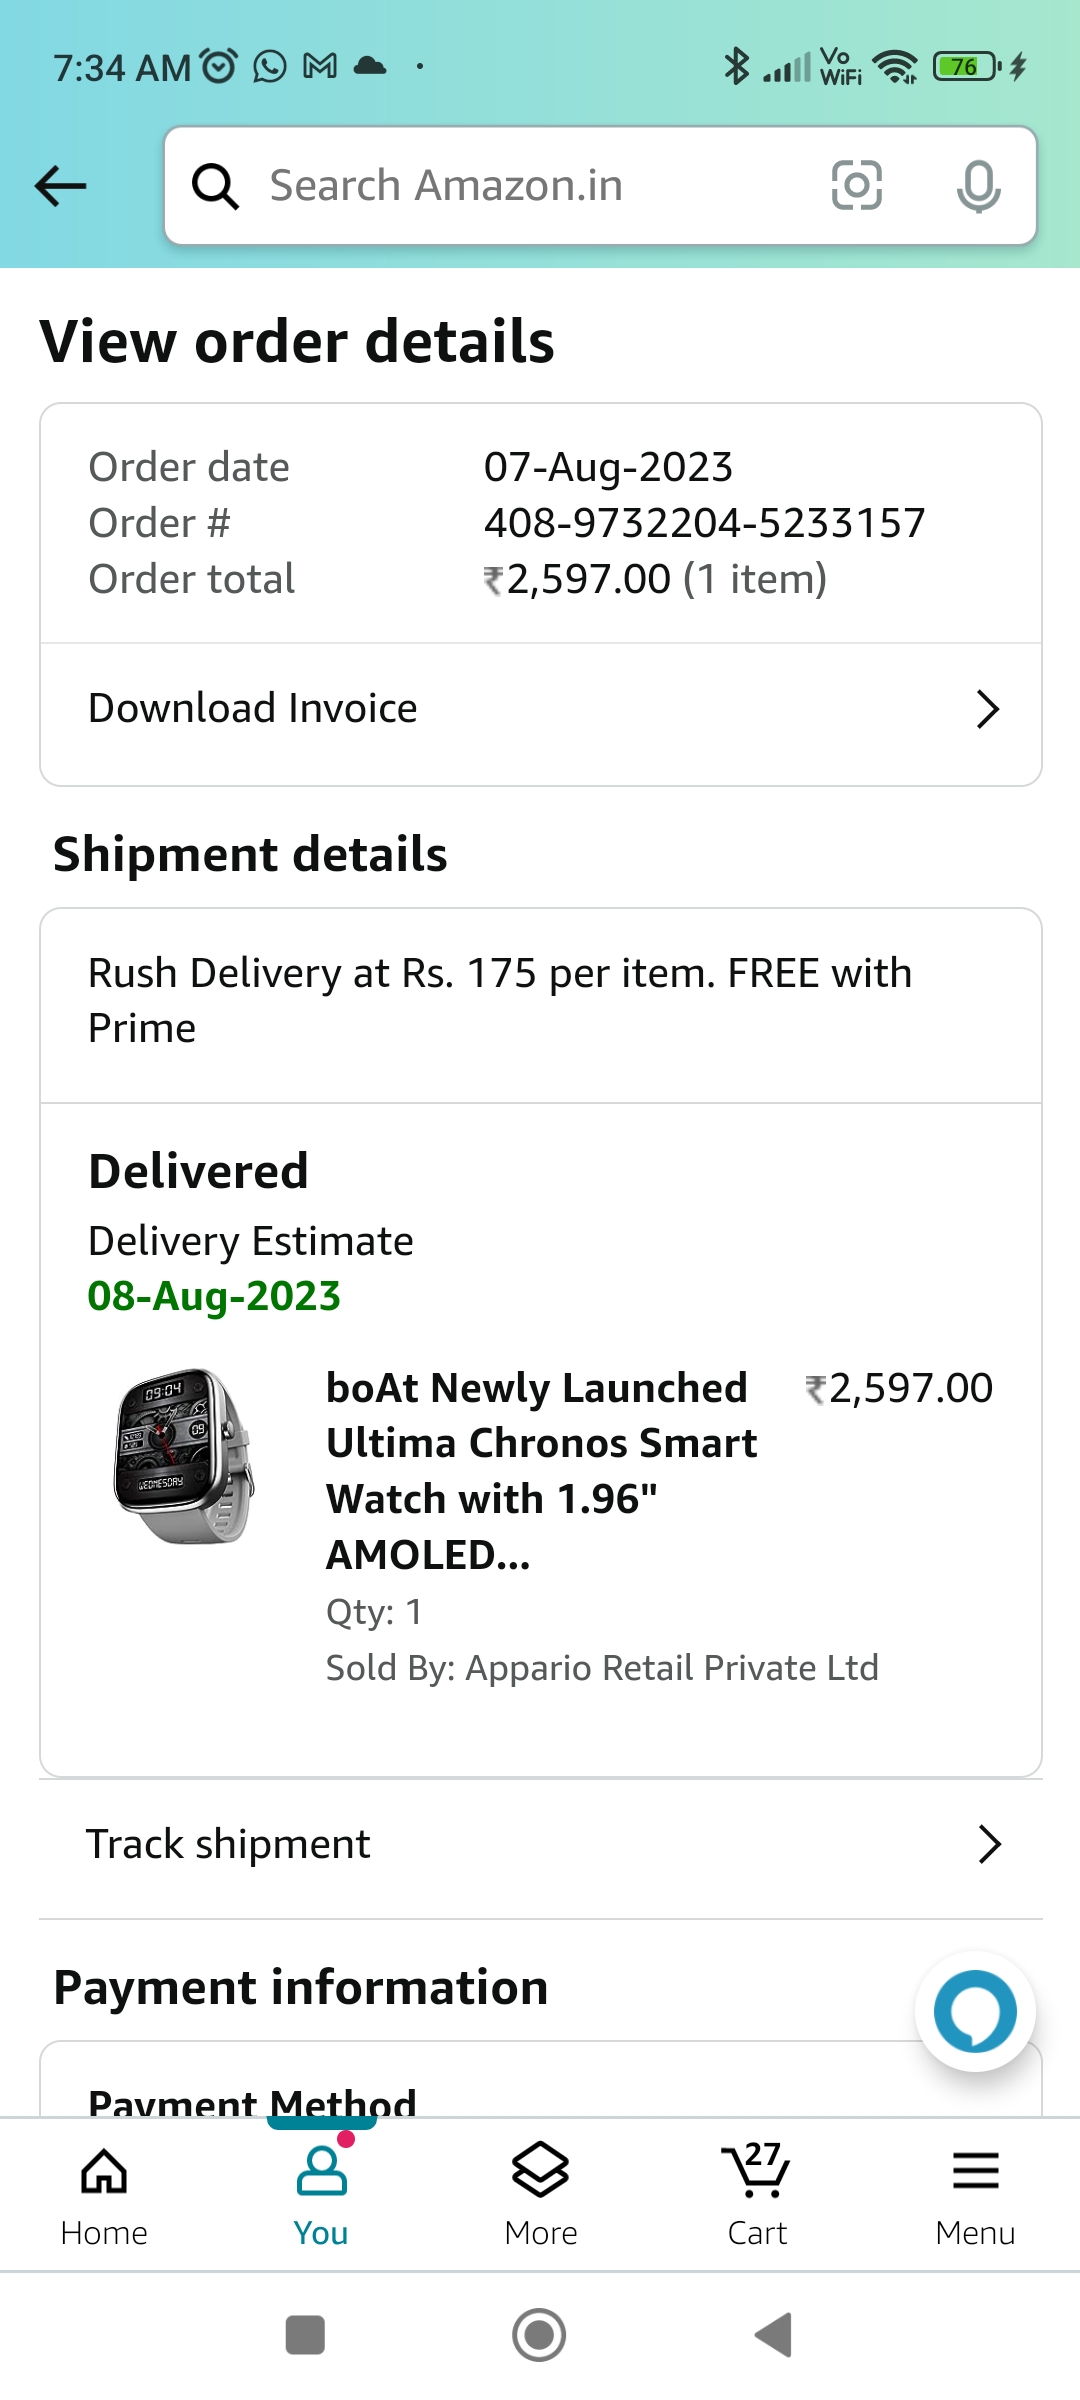 7:34 AM
Vo
WiFi
76
Search Amazon.in
View order details
Order date 07-Aug-2023
Order # 408-9732204-5233157
Order total ₹2,597.00 (1 item)
Download Invoice
Shipment details
Rush Delivery at Rs. 175 per item. FREE with
Prime
Delivered
Delivery Estimate
08-Aug-2023
09:04
09
WEDNESDAY
boAt Newly Launched ₹2,597.00
Ultima Chronos Smart
Watch with 1.96"
AMOLED...
Qty: 1
Sold By: Appario Retail Private Ltd
Track shipment
Payment information
Payment Method
27
Home You More Cart Menu